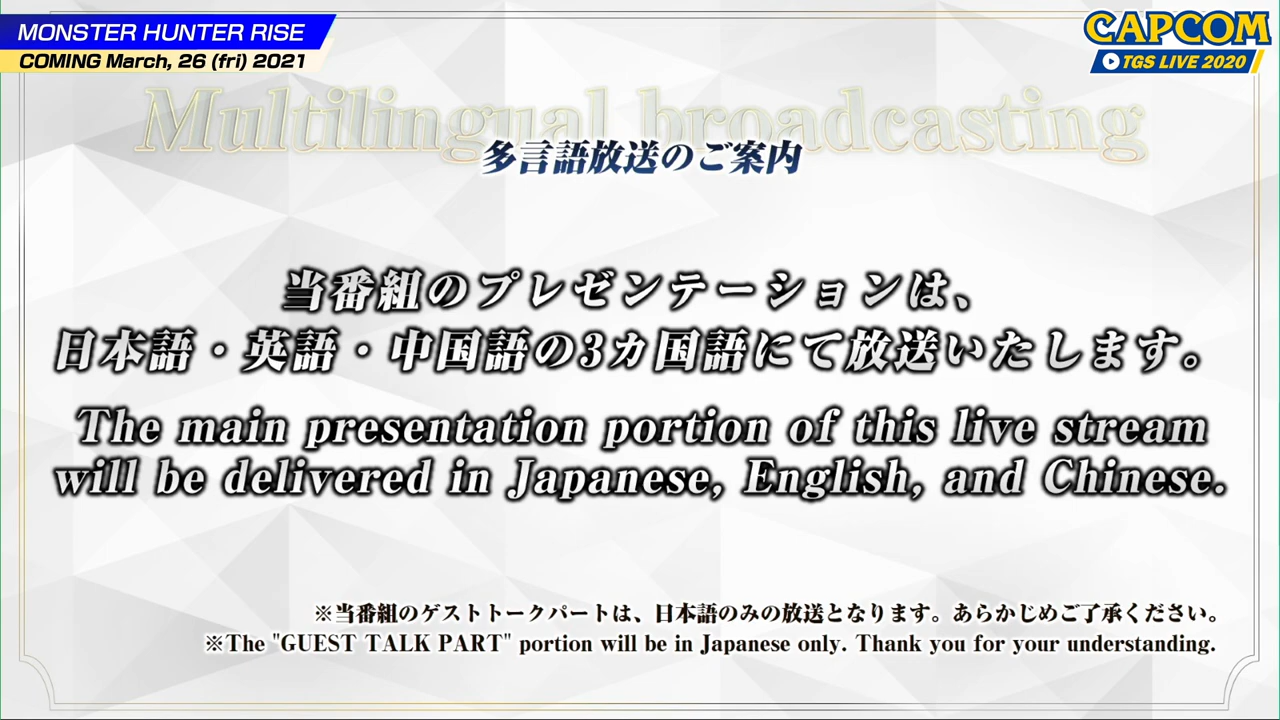 MONSTER HUNTER RISE
COMING March, 26 (fri) 2021
CAPCOM
TGS LIVE 2020
Multilingual broadcasting
多言語放送のご案内
当番組のプレゼンテーションは、
日本語・英語・中国語の3カ国語にて放送いたします。
The main presentation portion of this live stream
will be delivered in Japanese, English, and Chinese.
※当番組のゲストトークパートは、日本語のみの放送となります。あらかじめご了承ください。
※The "GUEST TALK PART" portion will be in Japanese only. Thank you for your understanding.